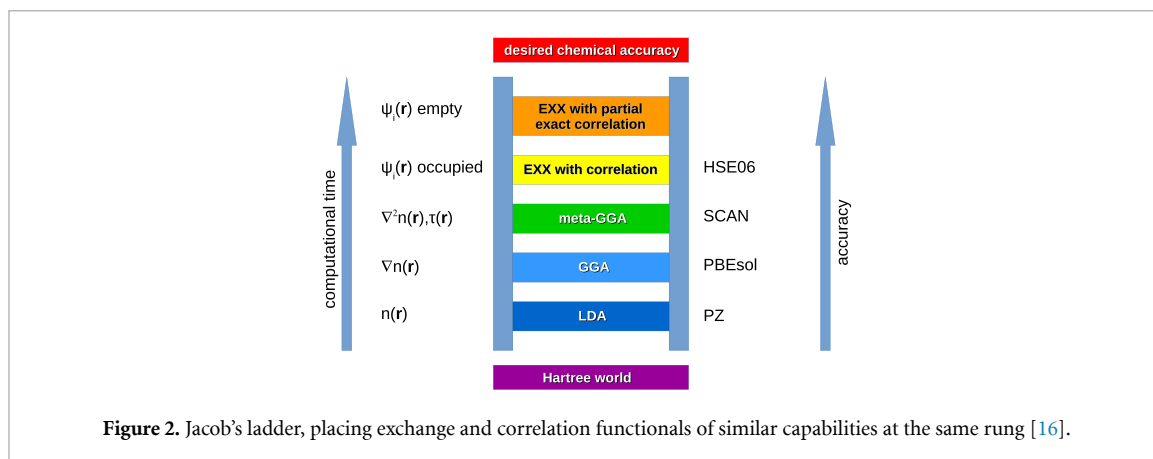 desired chemical accuracy
computational time
ψᵢ(r) empty
EXX with partial
exact correlation
ψᵢ(r) occupied
EXX with correlation
HSE06
∇²n(r),τ(r)
meta-GGA
SCAN
∇n(r)
GGA
PBEsol
n(r)
LDA
PZ
accuracy
Hartree world
Figure 2. Jacob’s ladder, placing exchange and correlation functionals of similar capabilities at the same rung [16].